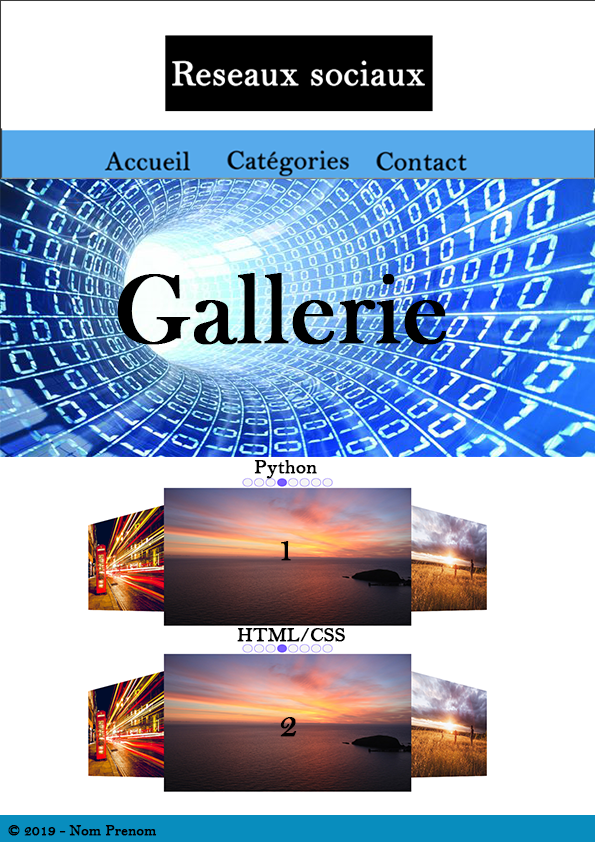 Reseaux sociaux
Accueil Catégories Contact
Gallerie
Python
1
HTML/CSS
2
© 2019 - Nom Prenom